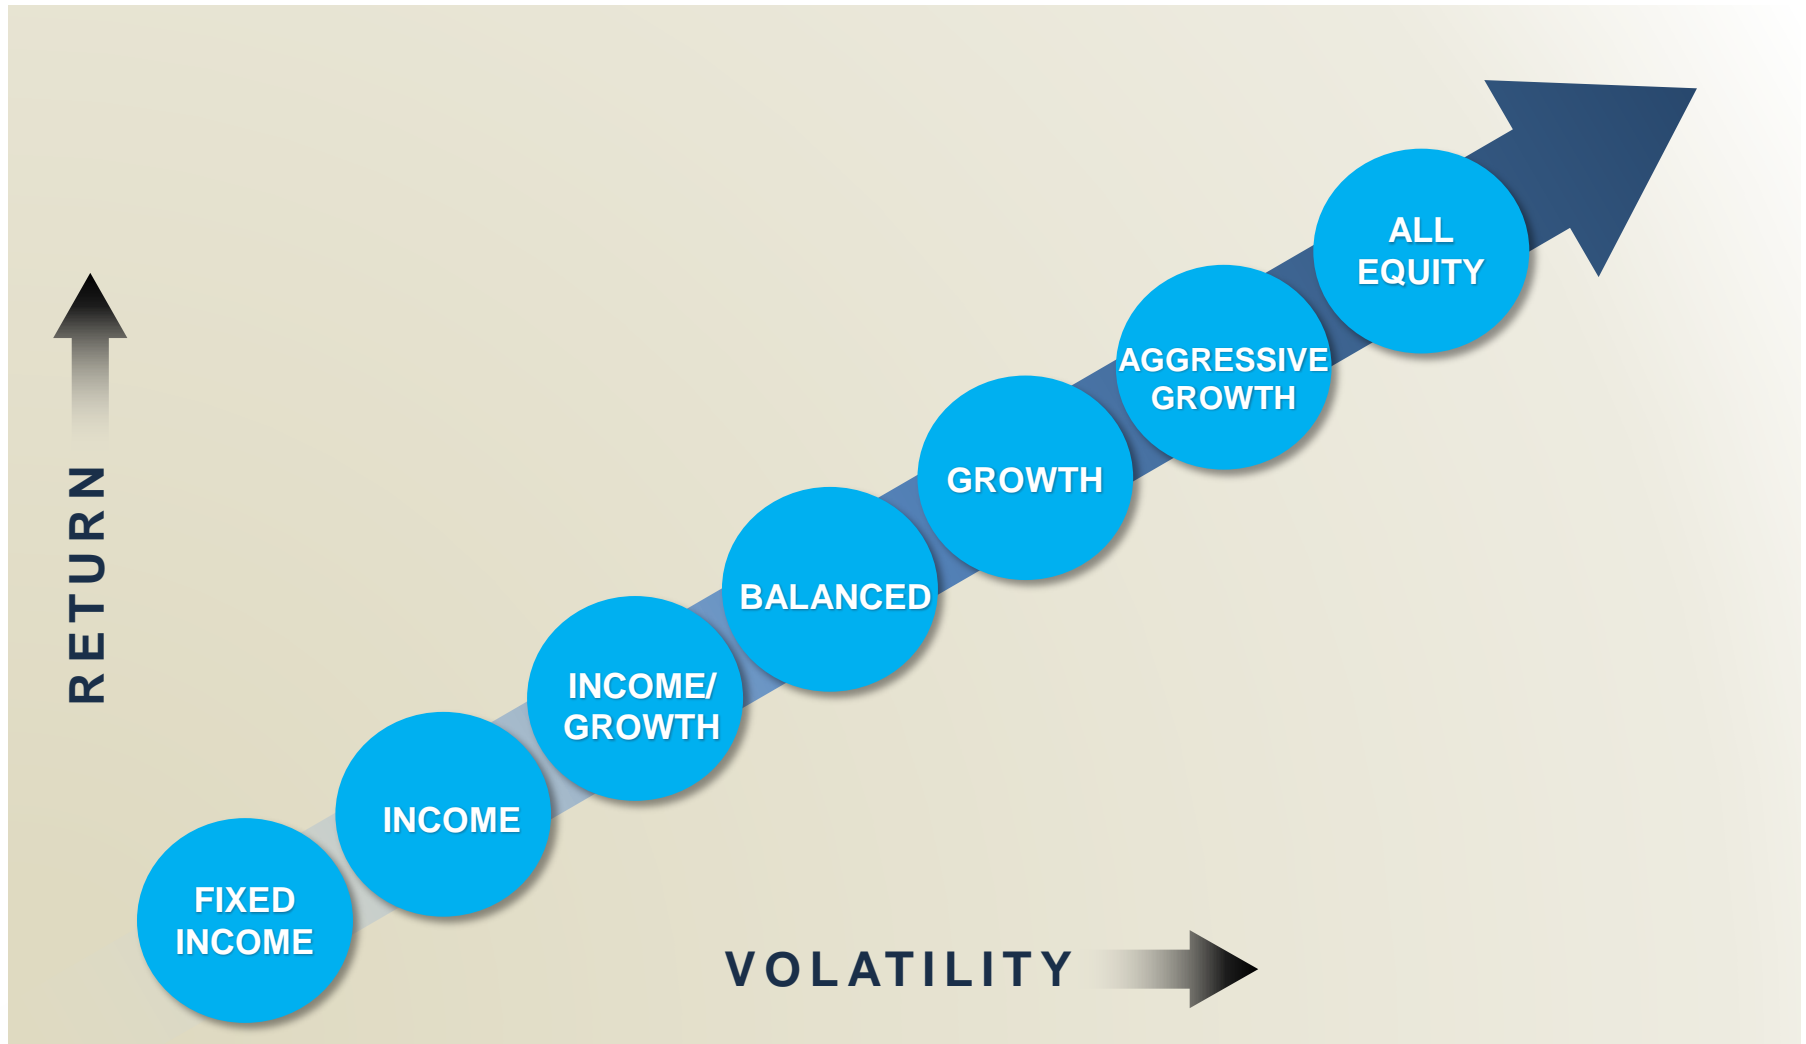 ALL
EQUITY
AGGRESSIVE
GROWTH
GROWTH
BALANCED
INCOME/
GROWTH
INCOME
FIXED
INCOME
RETURN
VOLATILITY